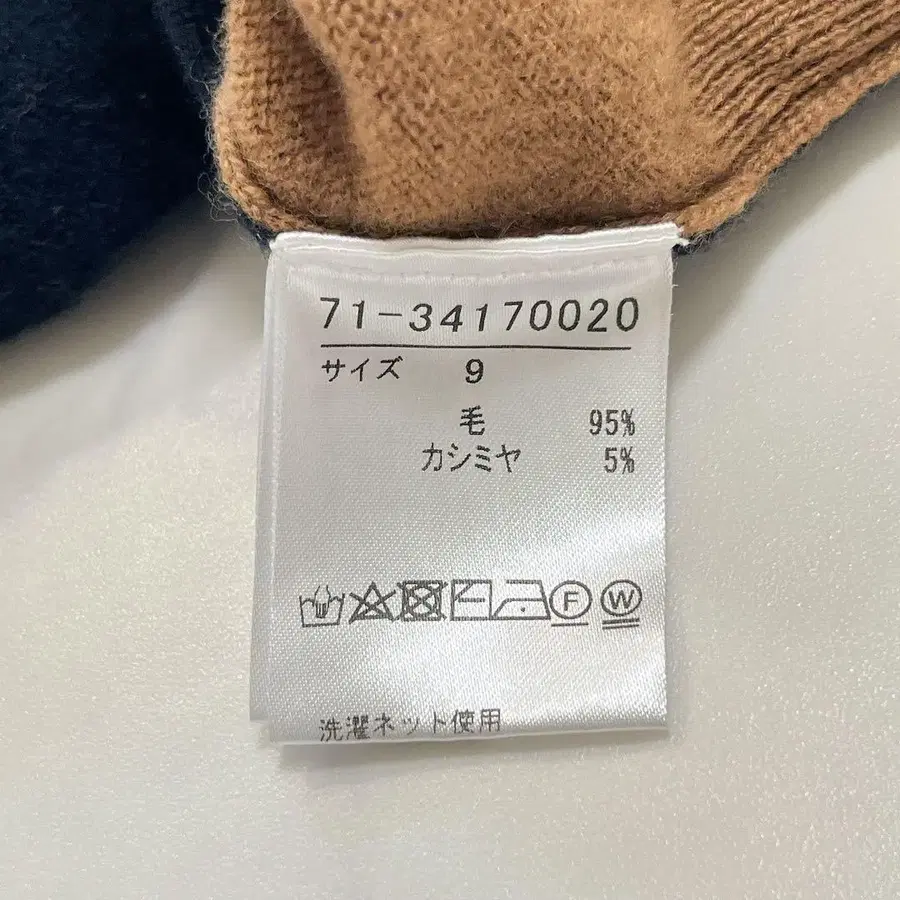 71-34170020
サイズ 9
毛 95%
カシミヤ 5%
F W
洗濯ネット使用